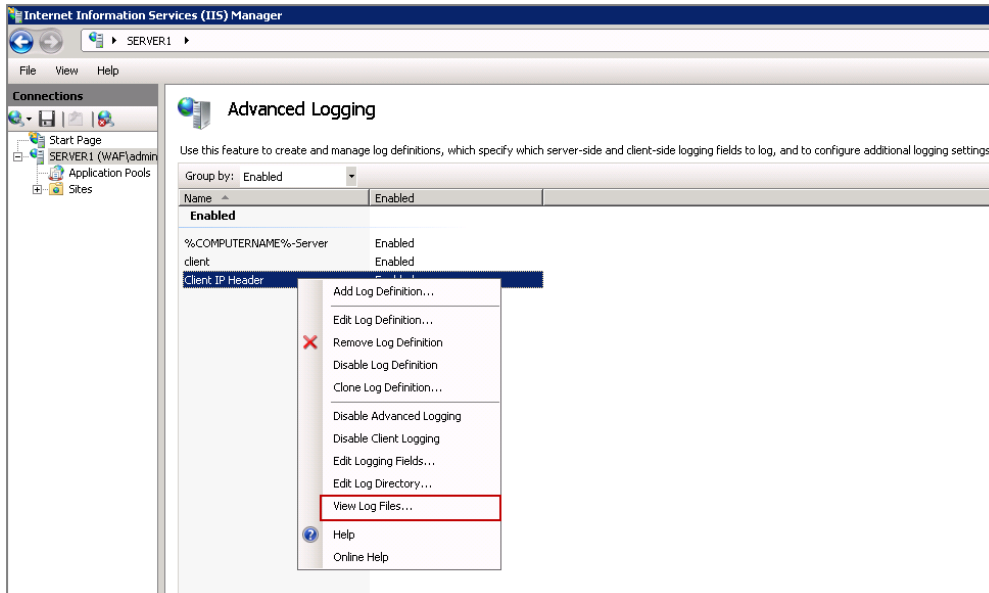 Internet Information Services (IIS) Manager
SERVER1
File View Help
Connections
Start Page
SERVER1 (WAF\admin
Application Pools
Sites
Advanced Logging
Use this feature to create and manage log definitions, which specify which server-side and client-side logging fields to log, and to configure additional logging settings
Group by: Enabled
Name Enabled
Enabled
%COMPUTERNAME%-Server Enabled
client Enabled
Client IP Header
Add Log Definition...
Edit Log Definition...
Remove Log Definition
Disable Log Definition
Clone Log Definition...
Disable Advanced Logging
Disable Client Logging
Edit Logging Fields...
Edit Log Directory...
View Log Files...
Help
Online Help